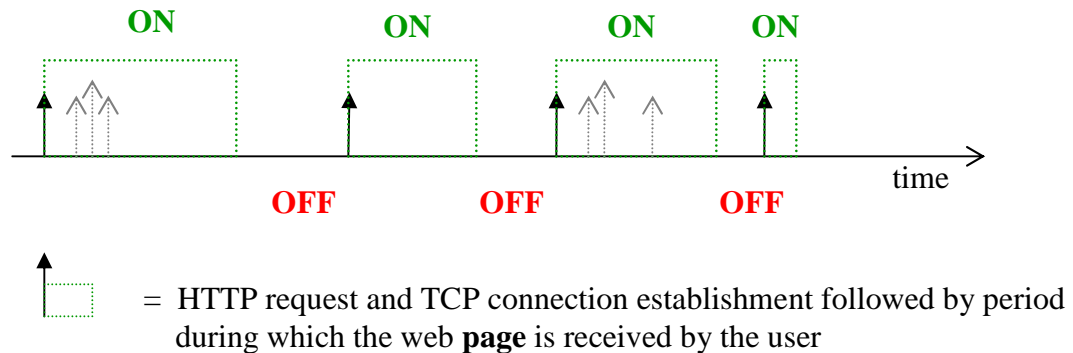 ON ON ON ON
time
OFF OFF OFF
= HTTP request and TCP connection establishment followed by period
during which the web page is received by the user